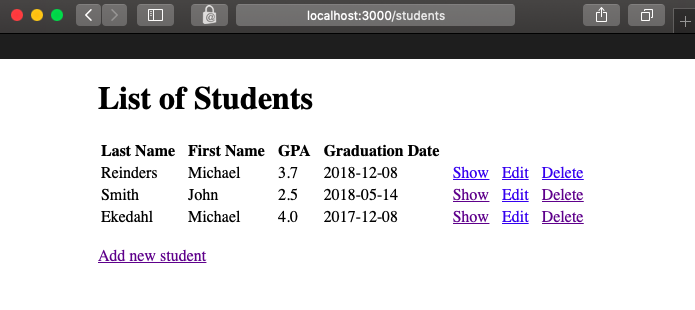 localhost:3000/students
List of Students
Last Name First Name GPA Graduation Date
Reinders Michael 3.7 2018-12-08 Show Edit Delete
Smith John 2.5 2018-05-14 Show Edit Delete
Ekedahl Michael 4.0 2017-12-08 Show Edit Delete
Add new student